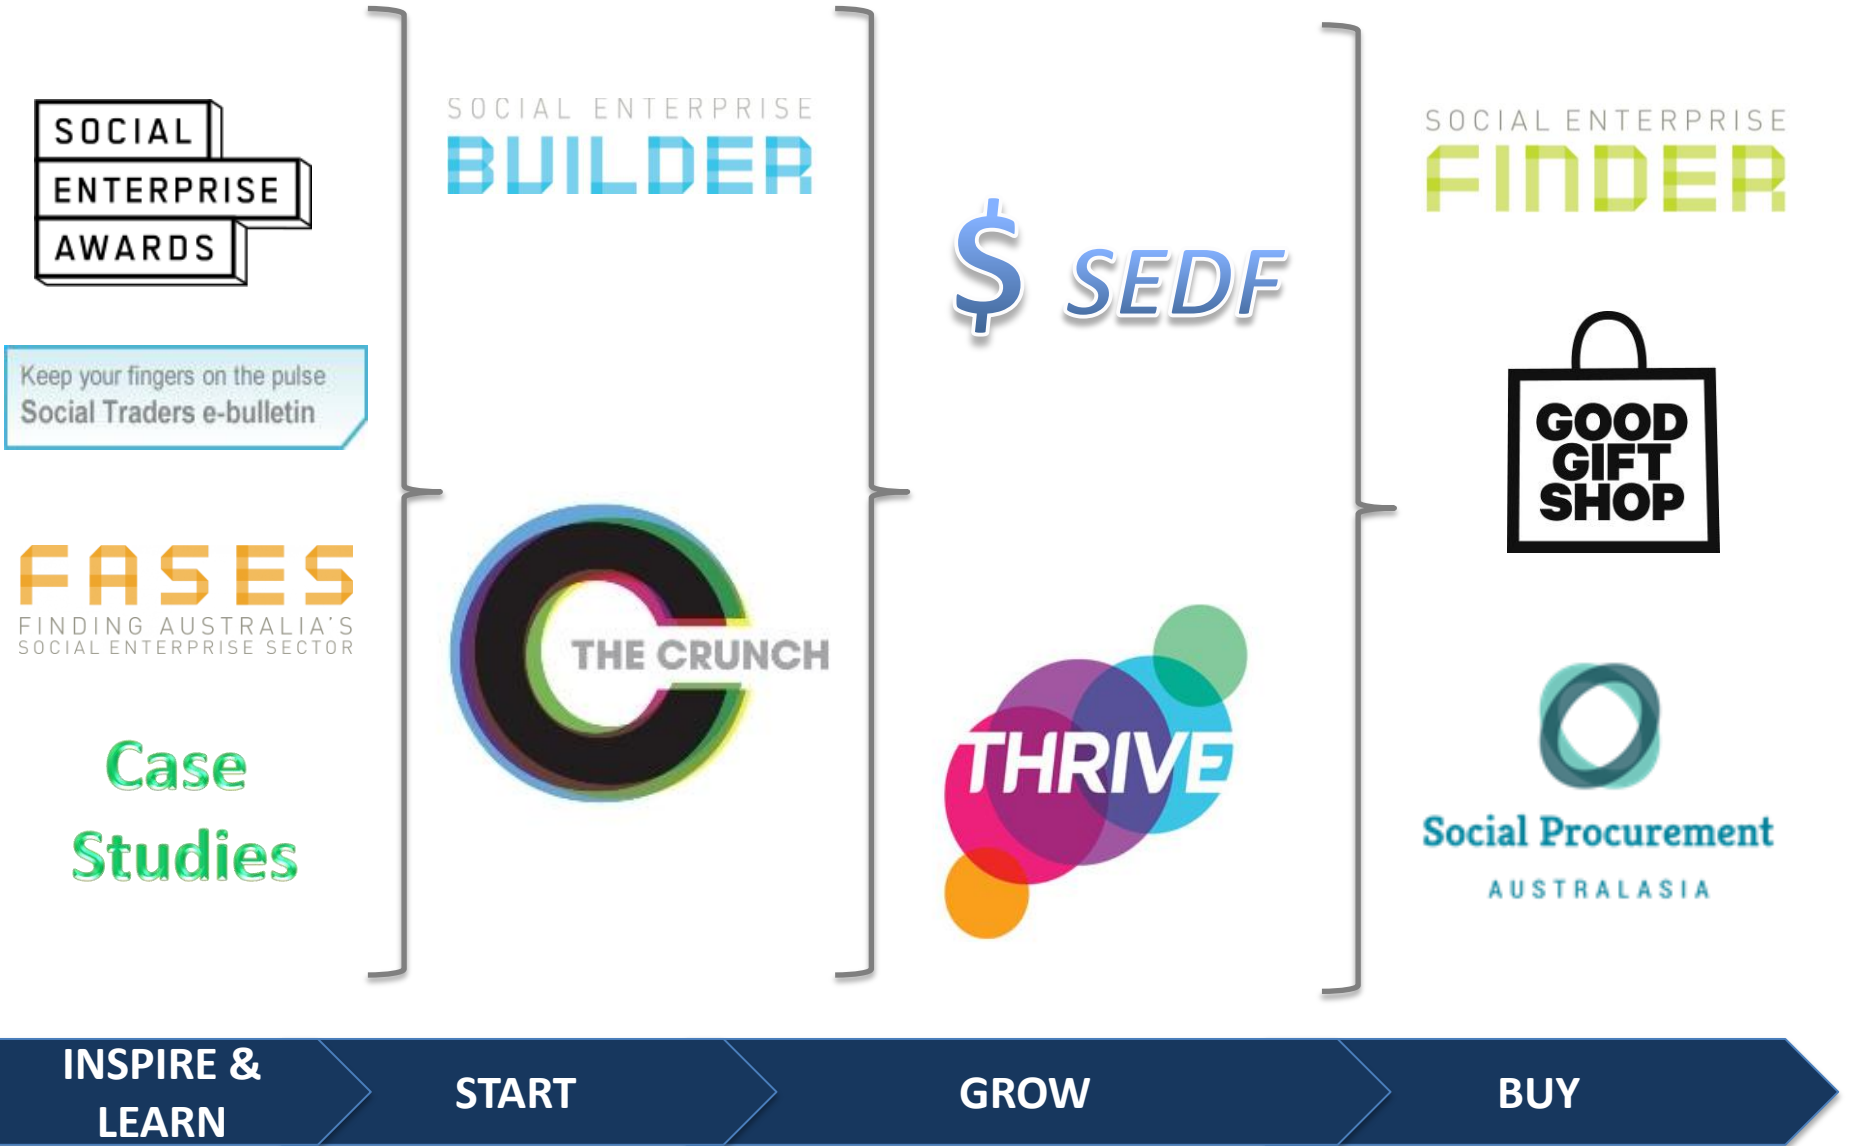 SOCIAL
ENTERPRISE
AWARDS
Keep your fingers on the pulse
Social Traders e-bulletin
FASES
FINDING AUSTRALIA'S
SOCIAL ENTERPRISE SECTOR
Case
Studies
SOCIAL ENTERPRISE
BUILDER
THE CRUNCH
$ SEDF
THRIVE
SOCIAL ENTERPRISE
FINDER
GOOD
GIFT
SHOP
Social Procurement
AUSTRALASIA
INSPIRE &
LEARN
START
GROW
BUY